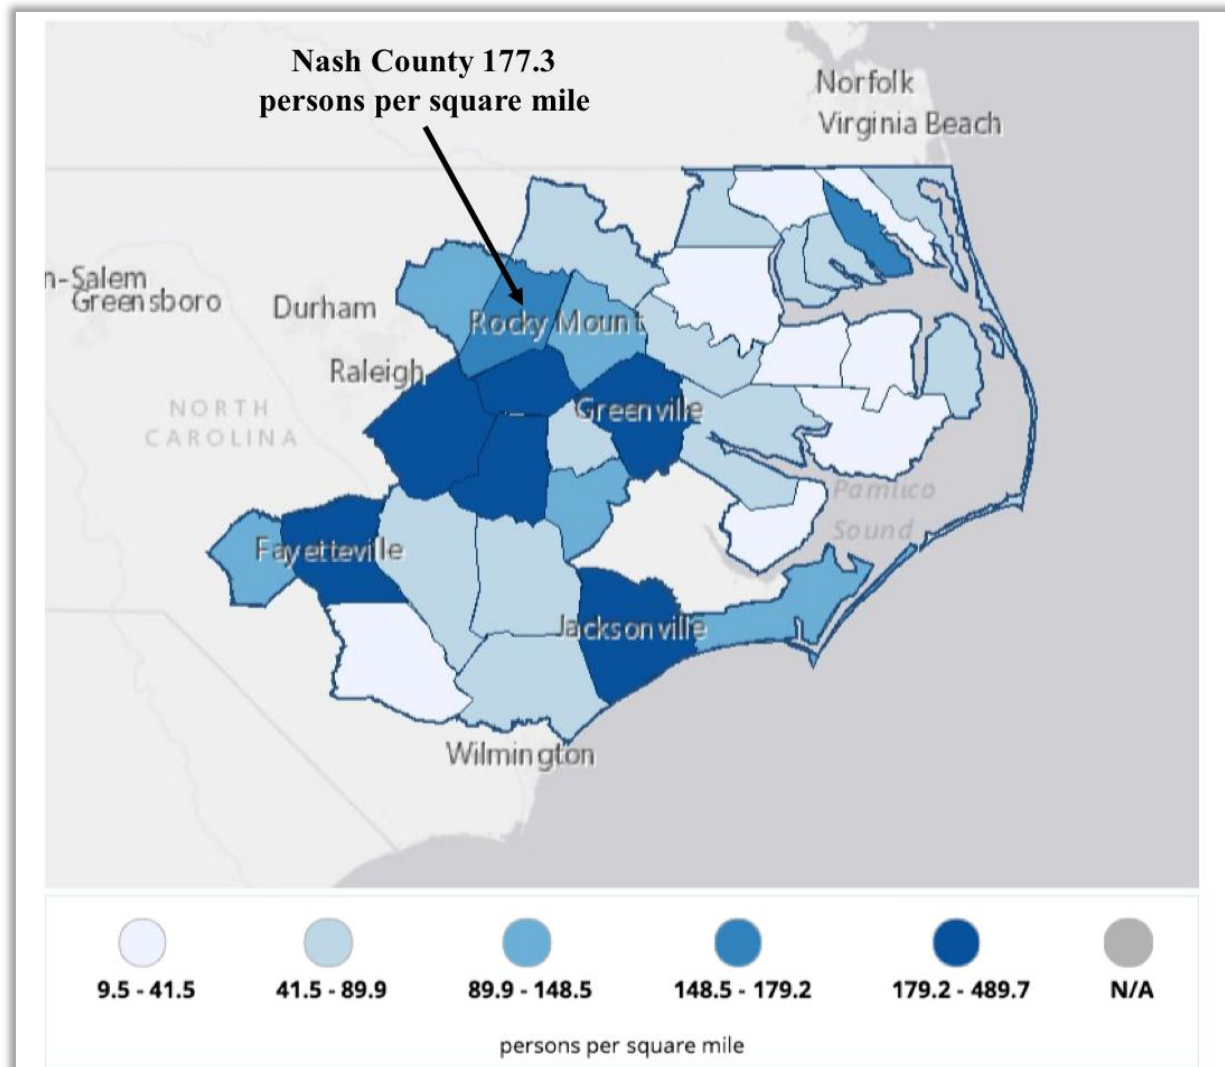 Nash County 177.3
persons per square mile
Norfolk
Virginia Beach
n-Salem
Greensboro
Durham
Rocky Mount
Raleigh
NORTH
CAROLINA
Greenville
Pamlico
Sound
Fayetteville
Jacksonville
Wilmington
9.5 - 41.5
41.5 - 89.9
89.9 - 148.5
148.5 - 179.2
179.2 - 489.7
N/A
persons per square mile